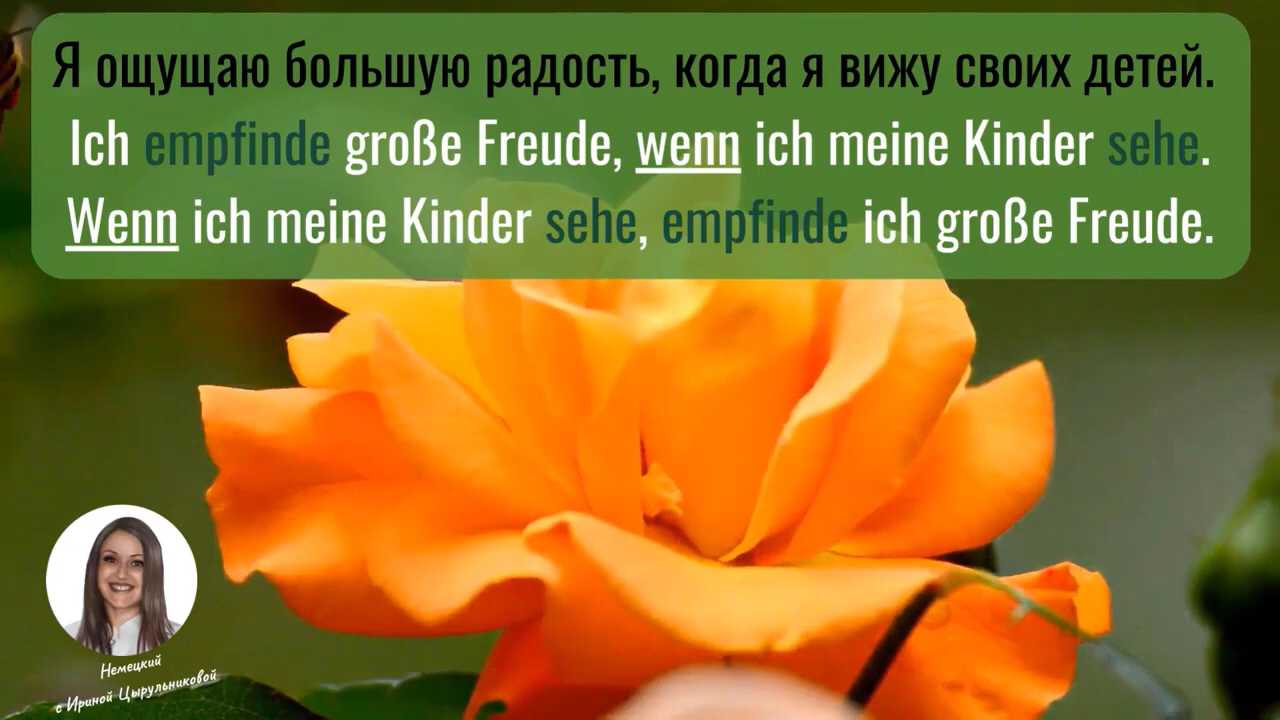 Я ощущаю большую радость, когда я вижу своих детей.
Ich empfinde große Freude, wenn ich meine Kinder sehe.
Wenn ich meine Kinder sehe, empfinde ich große Freude.
Немецкий
с Ириной Цырульниковой